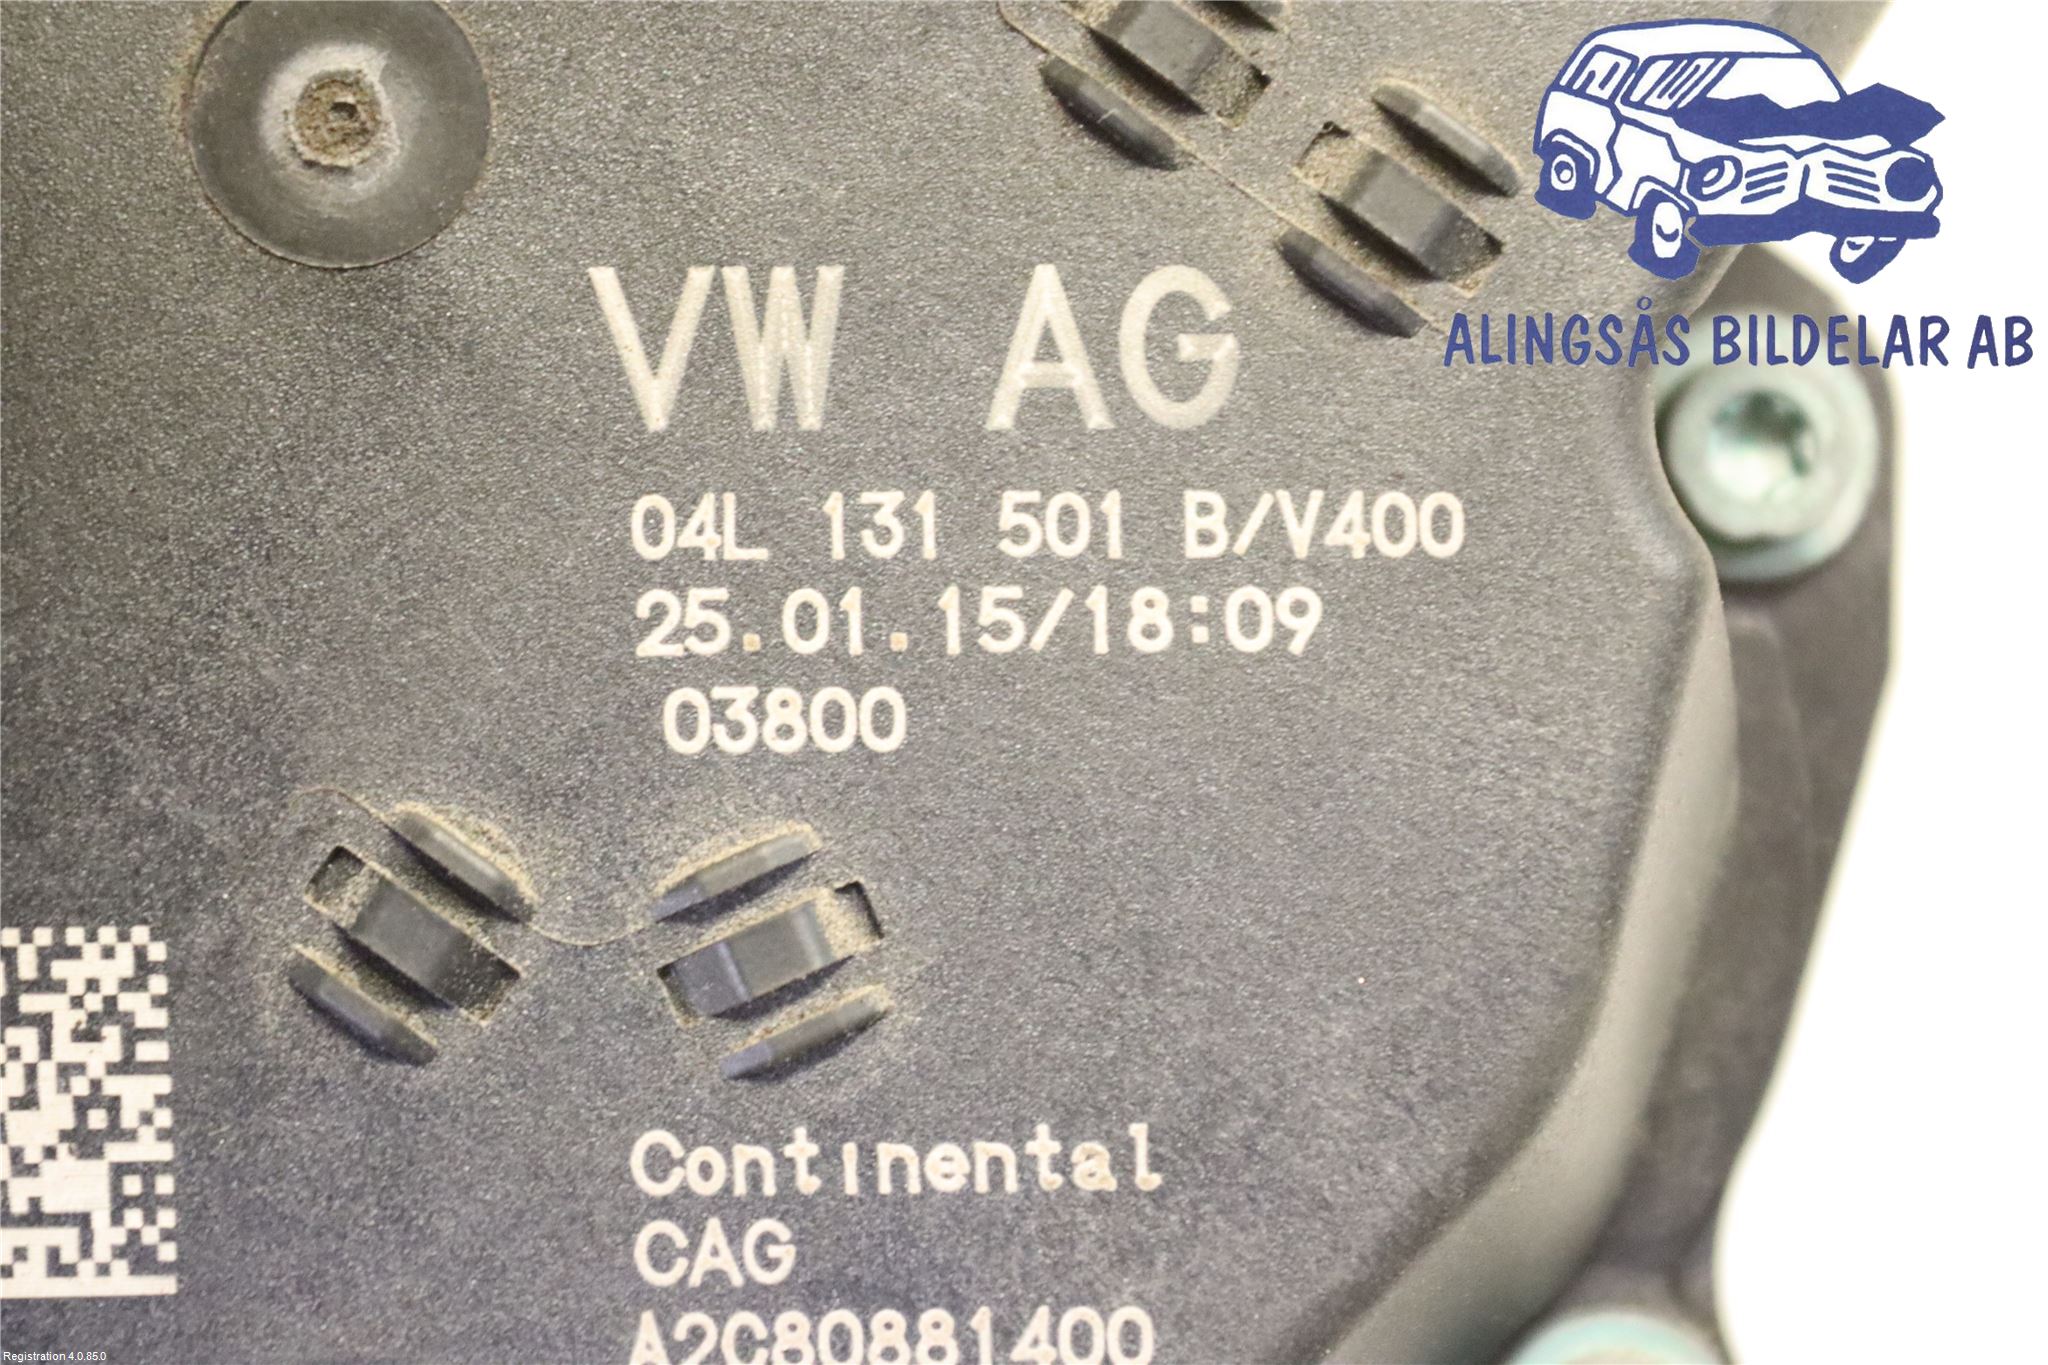 ALINGSÅS BILDELAR AB
VW AG
04L 131 501 B/V400
25.01.15/18:09
03800
Continental
CAG
A2C80881400
Registration 4.0.85.0